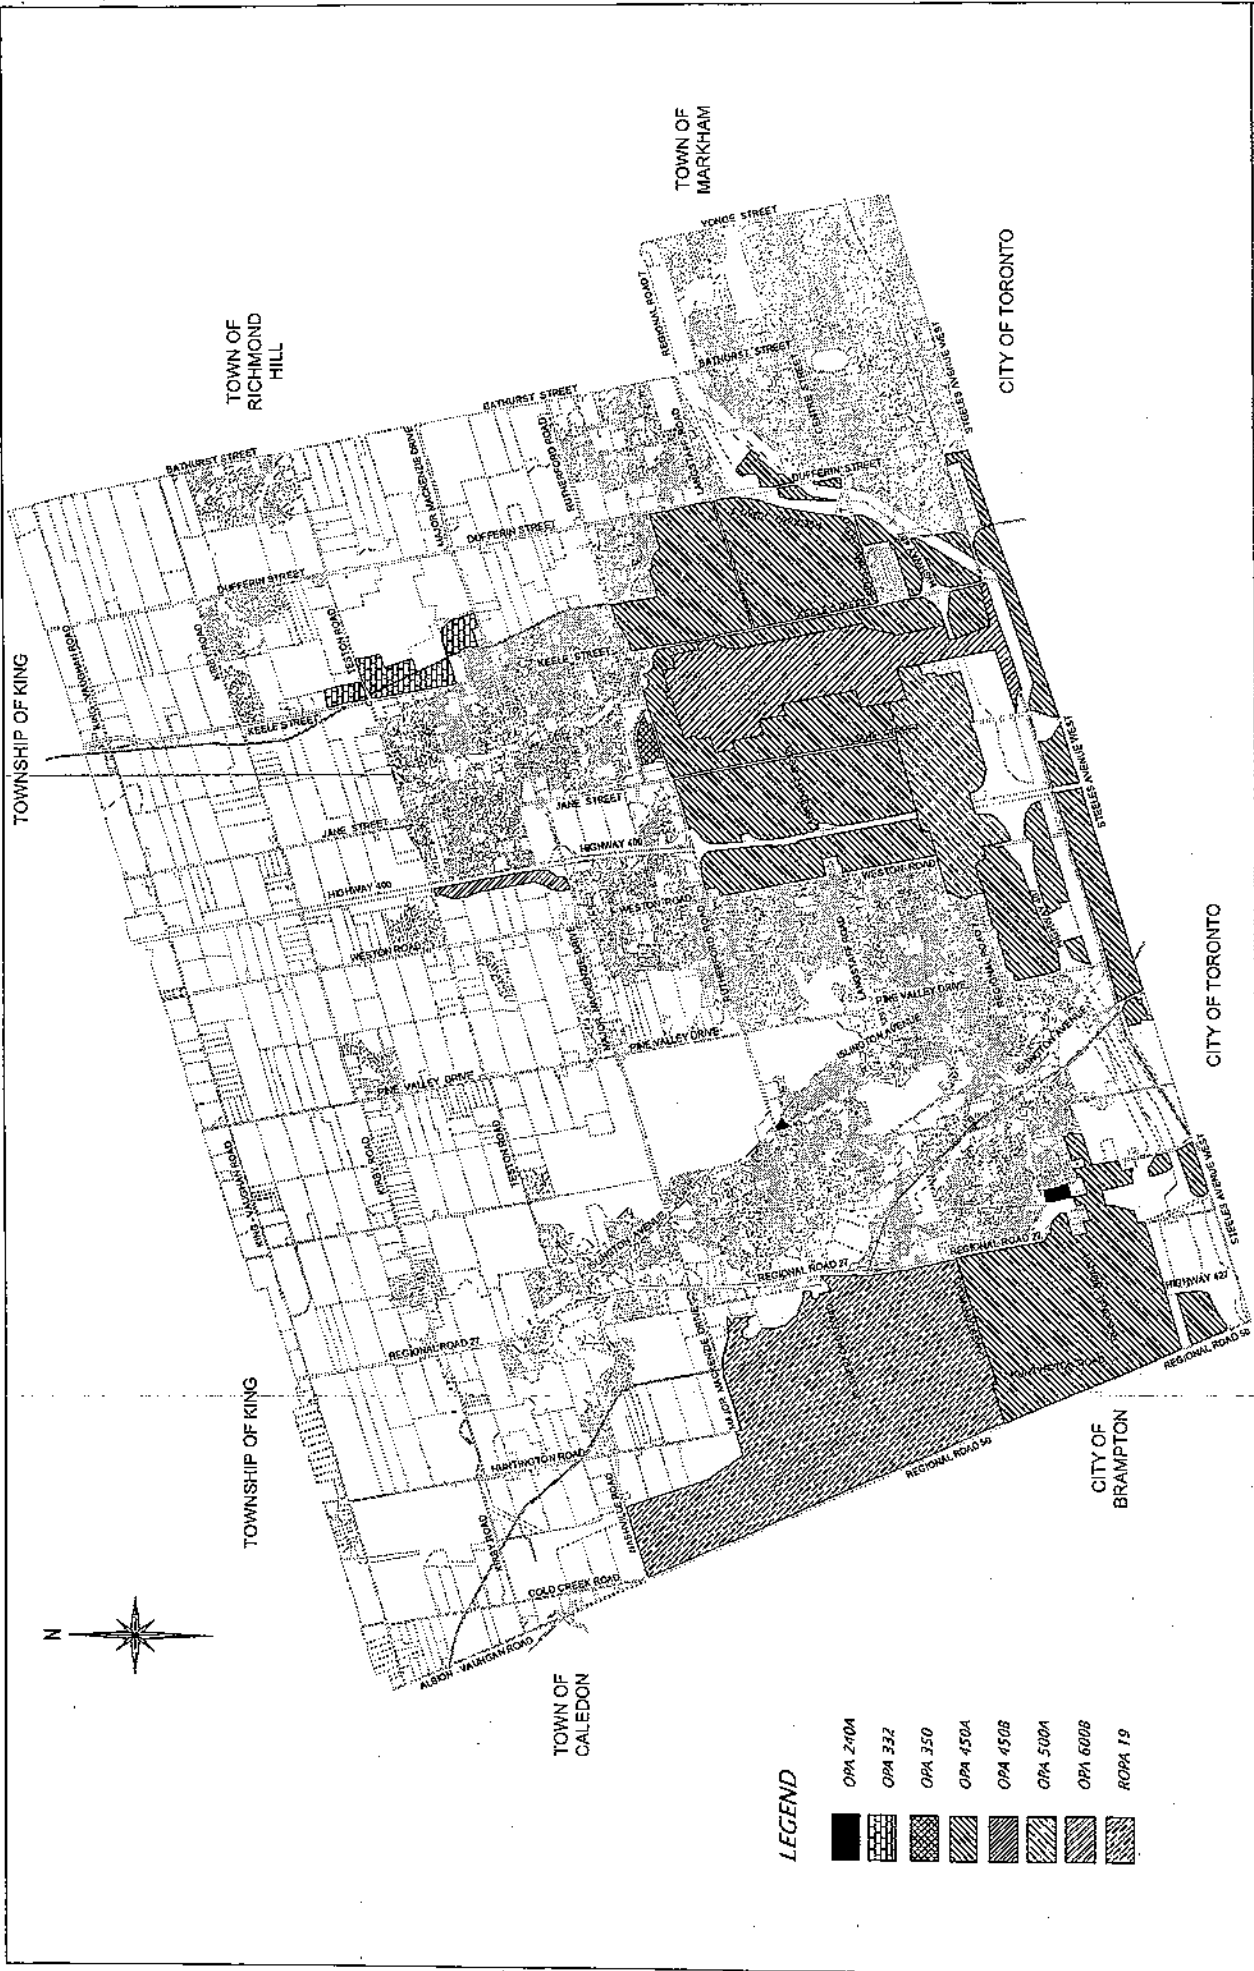 TOWNSHIP OF KING
TOWNSHIP OF KING
TOWN OF
RICHMOND
HILL
TOWN OF
MARKHAM
CITY OF TORONTO
CITY OF TORONTO
CITY OF
BRAMPTON
TOWN OF
CALEDON
N
BATHURST STREET
BATHURST STREET
BATHURST STREET
YONGE STREET
REGIONAL ROAD 7
CENTRE STREET
STEELES AVENUE WEST
STEELES AVENUE WEST
STEELES AVENUE WEST
DUFFERIN STREET
DUFFERIN STREET
DUFFERIN STREET
MAJOR MACKENZIE DRIVE
RUTHERFORD ROAD
LANGSTAFF ROAD
TESTON ROAD
KEELE STREET
KEELE STREET
JANE STREET
JANE STREET
HIGHWAY 400
HIGHWAY 400
WESTON ROAD
WESTON ROAD
WESTON ROAD
MAJOR MACKENZIE DRIVE
RUTHERFORD ROAD
LANGSTAFF ROAD
REGIONAL ROAD 7
PINE VALLEY DRIVE
PINE VALLEY DRIVE
PINE VALLEY DRIVE
ISLINGTON AVENUE
ISLINGTON AVENUE
ISLINGTON AVENUE
KING VAUGHAN ROAD
KING VAUGHAN ROAD
KIRBY ROAD
KIRBY ROAD
TESTON ROAD
REGIONAL ROAD 27
REGIONAL ROAD 27
REGIONAL ROAD 27
HIGHWAY 427
REGIONAL ROAD 50
REGIONAL ROAD 50
HUNTINGTON ROAD
HUNTINGTON ROAD
MAJOR MACKENZIE DRIVE
NASHVILLE ROAD
KIRBY ROAD
COLD CREEK ROAD
ALBION - VAUHGAN ROAD
LEGEND
OPA 240A
OPA 332
OPA 350
OPA 450A
OPA 450B
OPA 500A
OPA 600B
ROPA 19